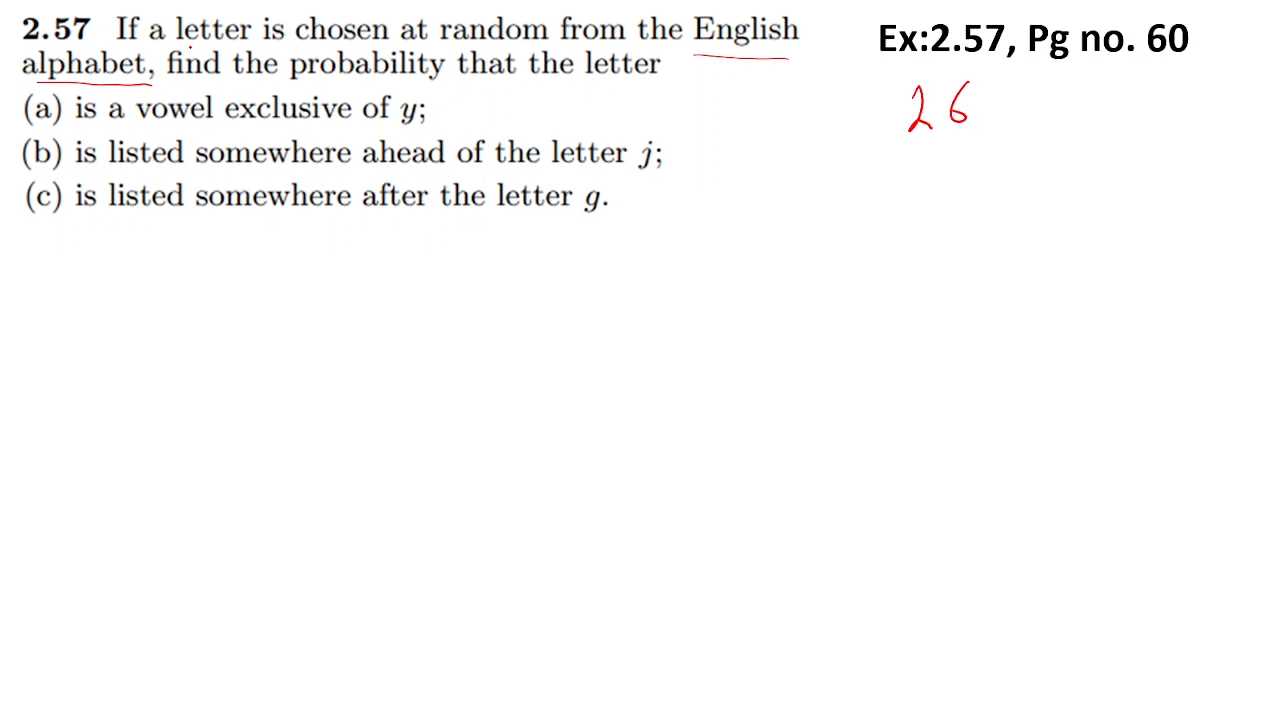 2.57 If a letter is chosen at random from the English
alphabet, find the probability that the letter
(a) is a vowel exclusive of y;
(b) is listed somewhere ahead of the letter j;
(c) is listed somewhere after the letter g.
Ex:2.57, Pg no. 60
26